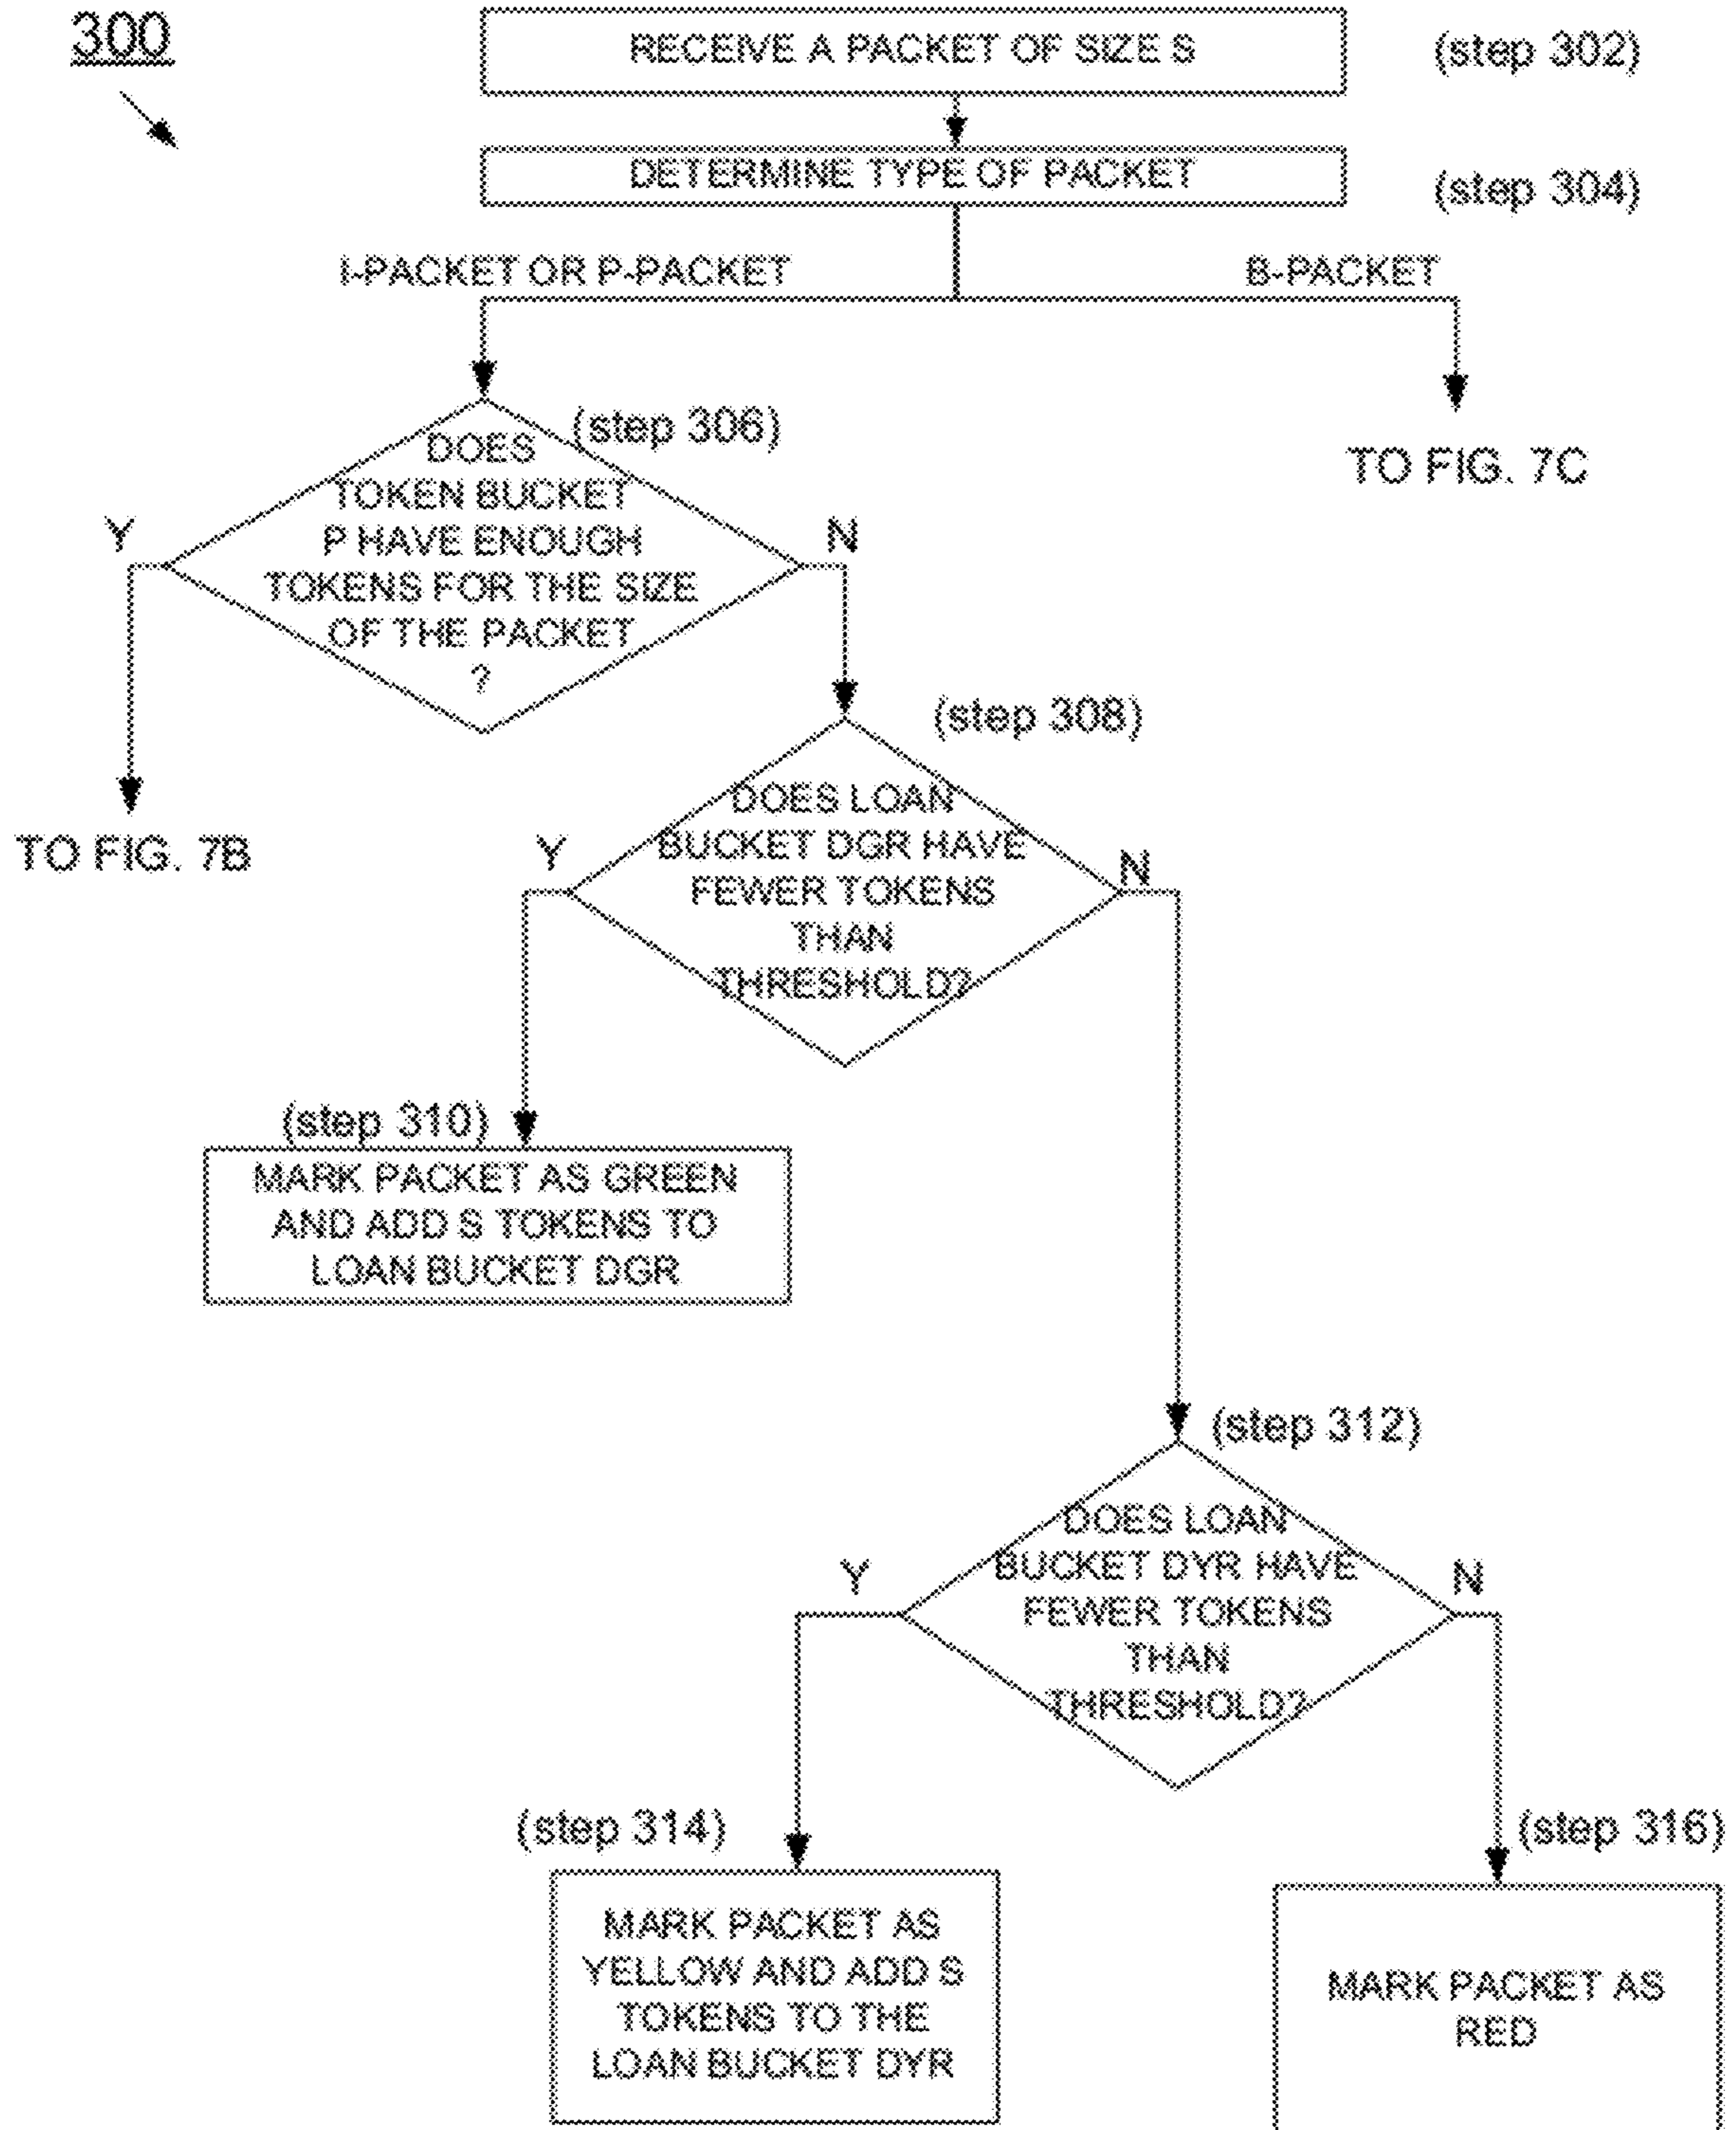 300
RECEIVE A PACKET OF SIZE S
(step 302)
DETERMINE TYPE OF PACKET
(step 304)
I-PACKET OR P-PACKET
B-PACKET
(step 306)
DOES
TOKEN BUCKET
P HAVE ENOUGH
TOKENS FOR THE SIZE
OF THE PACKET
?
Y
N
TO FIG. 7C
TO FIG. 7B
(step 308)
DOES LOAN
BUCKET DGR HAVE
FEWER TOKENS
THAN
THRESHOLD?
Y
N
(step 310)
MARK PACKET AS GREEN
AND ADD S TOKENS TO
LOAN BUCKET DGR
(step 312)
DOES LOAN
BUCKET DYR HAVE
FEWER TOKENS
THAN
THRESHOLD?
Y
N
(step 314)
MARK PACKET AS
YELLOW AND ADD S
TOKENS TO THE
LOAN BUCKET DYR
(step 316)
MARK PACKET AS
RED